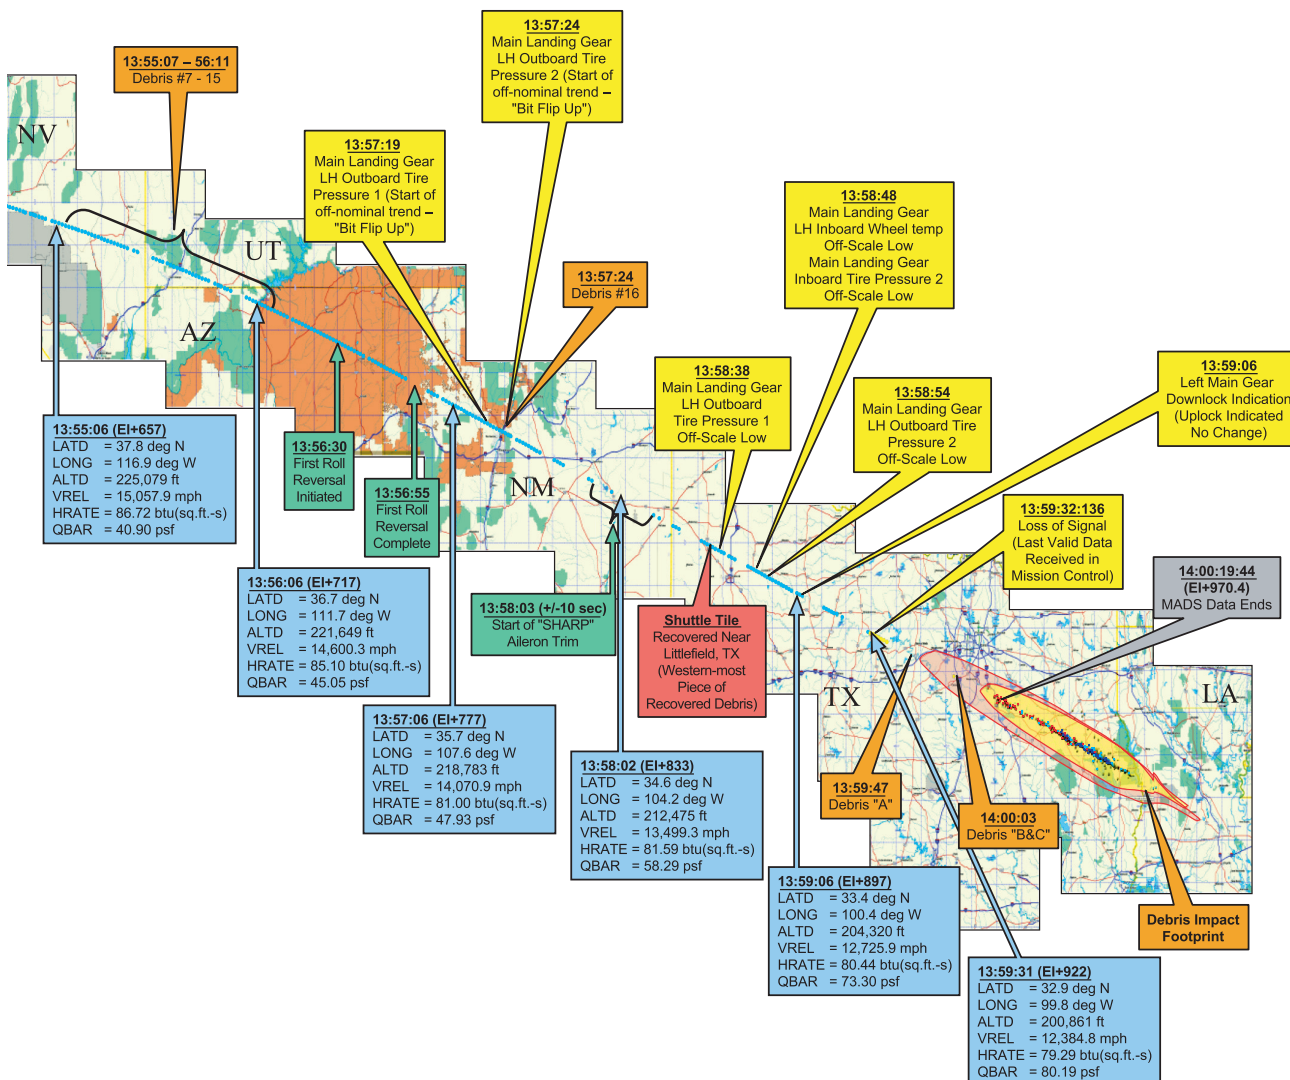 13:57:24
Main Landing Gear
LH Outboard Tire
Pressure 2 (Start of
off-nominal trend –
"Bit Flip Up")
13:55:07 – 56:11
Debris #7 - 15
NV
13:57:19
Main Landing Gear
LH Outboard Tire
Pressure 1 (Start of
off-nominal trend –
"Bit Flip Up")
13:58:48
Main Landing Gear
LH Inboard Wheel temp
Off-Scale Low
Main Landing Gear
Inboard Tire Pressure 2
Off-Scale Low
UT
13:57:24
Debris #16
AZ
13:58:38
Main Landing Gear
LH Outboard
Tire Pressure 1
Off-Scale Low
13:58:54
Main Landing Gear
LH Outboard Tire
Pressure 2
Off-Scale Low
13:59:06
Left Main Gear
Downlock Indication
(Uplock Indicated
No Change)
13:55:06 (EI+657)
LATD = 37.8 deg N
LONG = 116.9 deg W
ALTD = 225,079 ft
VREL = 15,057.9 mph
HRATE = 86.72 btu(sq.ft.-s)
QBAR = 40.90 psf
13:56:30
First Roll
Reversal
Initiated
13:56:55
First Roll
Reversal
Complete
NM
13:59:32:136
Loss of Signal
(Last Valid Data
Received in
Mission Control)
14:00:19:44
(EI+970.4)
MADS Data Ends
13:56:06 (EI+717)
LATD = 36.7 deg N
LONG = 111.7 deg W
ALTD = 221,649 ft
VREL = 14,600.3 mph
HRATE = 85.10 btu(sq.ft.-s)
QBAR = 45.05 psf
13:58:03 (+/-10 sec)
Start of "SHARP"
Aileron Trim
Shuttle Tile
Recovered Near
Littlefield, TX
(Western-most
Piece of
Recovered Debris)
TX
LA
13:57:06 (EI+777)
LATD = 35.7 deg N
LONG = 107.6 deg W
ALTD = 218,783 ft
VREL = 14,070.9 mph
HRATE = 81.00 btu(sq.ft.-s)
QBAR = 47.93 psf
13:58:02 (EI+833)
LATD = 34.6 deg N
LONG = 104.2 deg W
ALTD = 212,475 ft
VREL = 13,499.3 mph
HRATE = 81.59 btu(sq.ft.-s)
QBAR = 58.29 psf
13:59:47
Debris "A"
14:00:03
Debris "B&C"
13:59:06 (EI+897)
LATD = 33.4 deg N
LONG = 100.4 deg W
ALTD = 204,320 ft
VREL = 12,725.9 mph
HRATE = 80.44 btu(sq.ft.-s)
QBAR = 73.30 psf
Debris Impact
Footprint
13:59:31 (EI+922)
LATD = 32.9 deg N
LONG = 99.8 deg W
ALTD = 200,861 ft
VREL = 12,384.8 mph
HRATE = 79.29 btu(sq.ft.-s)
QBAR = 80.19 psf